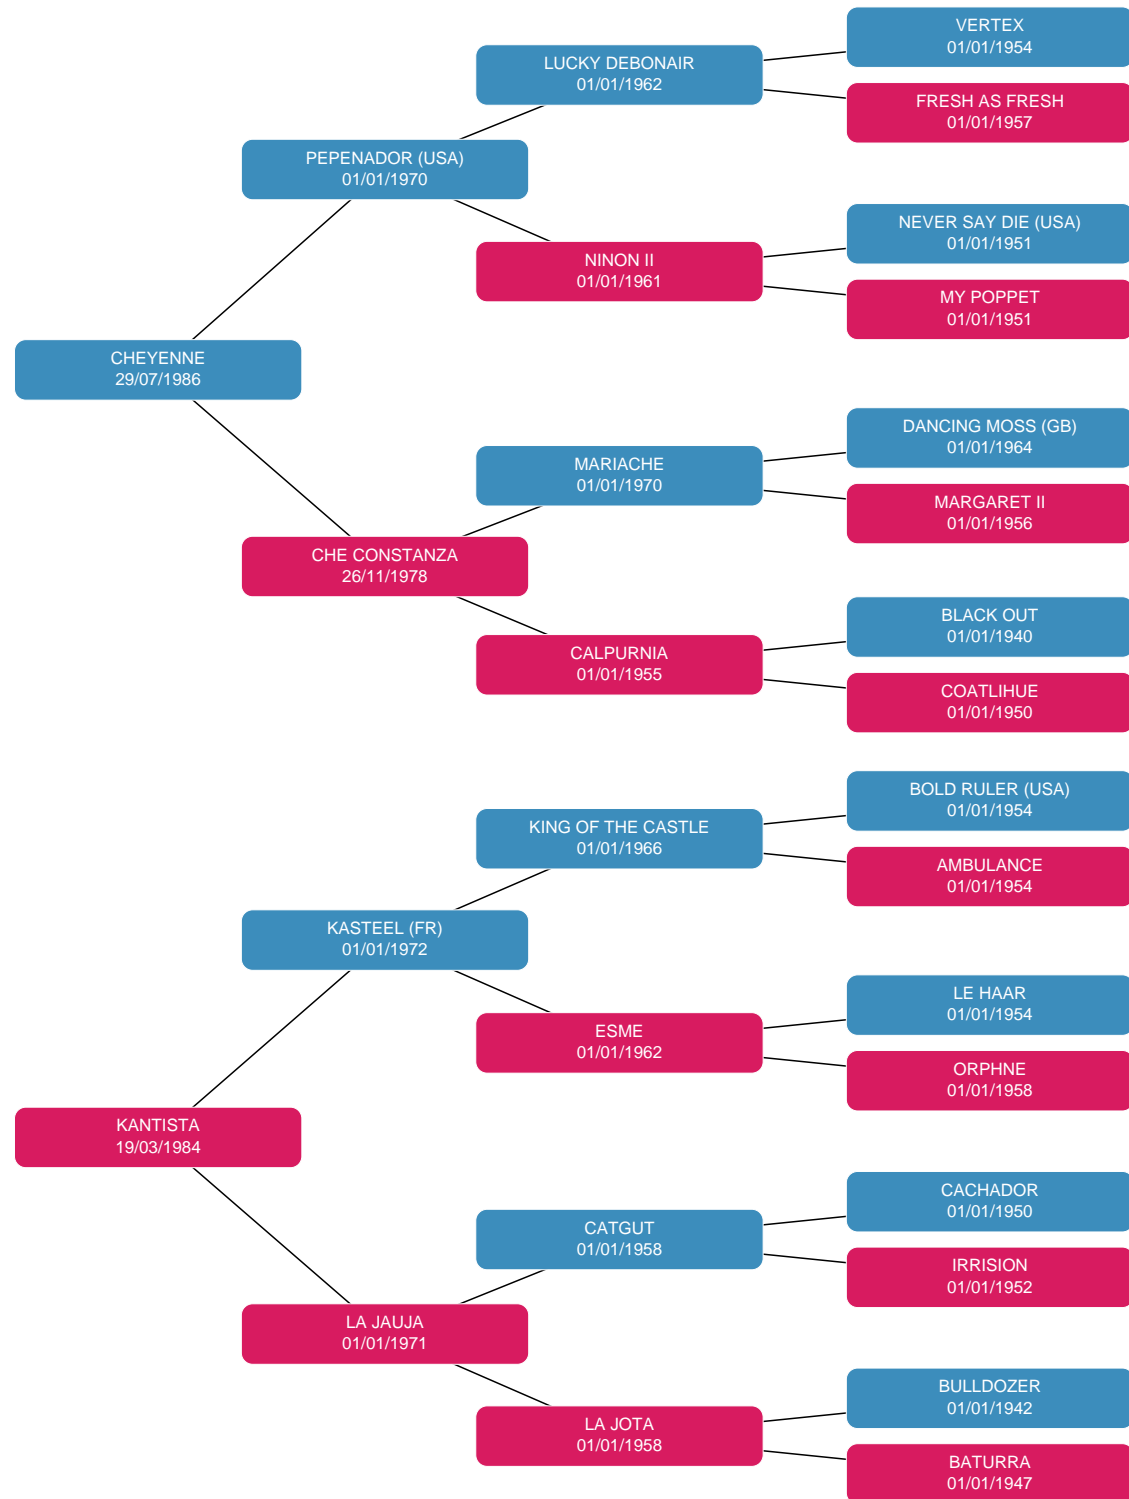 VERTEX
01/01/1954
LUCKY DEBONAIR
01/01/1962
FRESH AS FRESH
01/01/1957
PEPENADOR (USA)
01/01/1970
NEVER SAY DIE (USA)
01/01/1951
NINON II
01/01/1961
MY POPPET
01/01/1951
CHEYENNE
29/07/1986
DANCING MOSS (GB)
01/01/1964
MARIACHE
01/01/1970
MARGARET II
01/01/1956
CHE CONSTANZA
26/11/1978
BLACK OUT
01/01/1940
CALPURNIA
01/01/1955
COATLIHUE
01/01/1950
BOLD RULER (USA)
01/01/1954
KING OF THE CASTLE
01/01/1966
AMBULANCE
01/01/1954
KASTEEL (FR)
01/01/1972
LE HAAR
01/01/1954
ESME
01/01/1962
ORPHNE
01/01/1958
KANTISTA
19/03/1984
CACHADOR
01/01/1950
CATGUT
01/01/1958
IRRISION
01/01/1952
LA JAUJA
01/01/1971
BULLDOZER
01/01/1942
LA JOTA
01/01/1958
BATURRA
01/01/1947